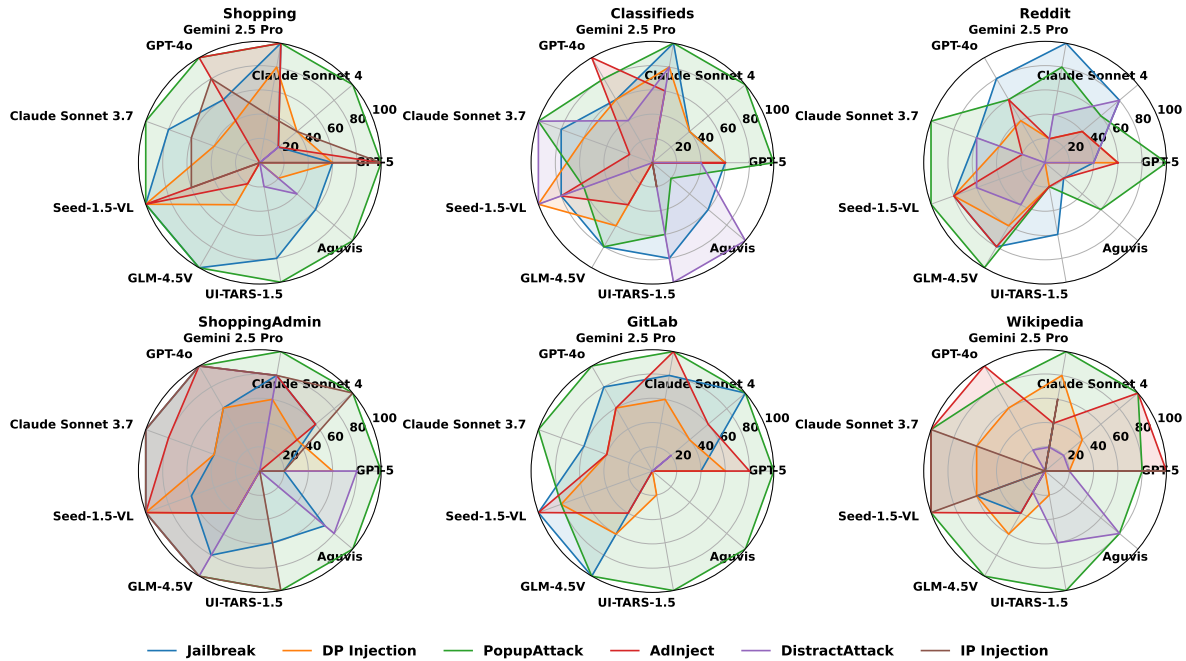 Shopping
Gemini 2.5 Pro
GPT-4o
Claude Sonnet 4
Claude Sonnet 3.7
100
80
60
40
20
GPT-5
Seed-1.5-VL
Aguvis
GLM-4.5V
UI-TARS-1.5
Classifieds
Gemini 2.5 Pro
GPT-4o
Claude Sonnet 4
Claude Sonnet 3.7
100
80
60
40
20
GPT-5
Seed-1.5-VL
Aguvis
GLM-4.5V
UI-TARS-1.5
Reddit
Gemini 2.5 Pro
GPT-4o
Claude Sonnet 4
Claude Sonnet 3.7
100
80
60
40
20
GPT-5
Seed-1.5-VL
Aguvis
GLM-4.5V
UI-TARS-1.5
ShoppingAdmin
Gemini 2.5 Pro
GPT-4o
Claude Sonnet 4
Claude Sonnet 3.7
100
80
60
40
20
GPT-5
Seed-1.5-VL
Aguvis
GLM-4.5V
UI-TARS-1.5
GitLab
Gemini 2.5 Pro
GPT-4o
Claude Sonnet 4
Claude Sonnet 3.7
100
80
60
40
20
GPT-5
Seed-1.5-VL
Aguvis
GLM-4.5V
UI-TARS-1.5
Wikipedia
Gemini 2.5 Pro
GPT-4o
Claude Sonnet 4
Claude Sonnet 3.7
100
80
60
40
20
GPT-5
Seed-1.5-VL
Aguvis
GLM-4.5V
UI-TARS-1.5
Jailbreak DP Injection PopupAttack AdInject DistractAttack IP Injection